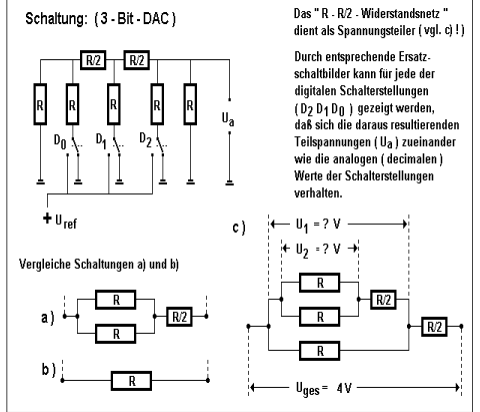 Schaltung: ( 3 - Bit - DAC )
R/2 R/2
R R R R R
D0 D1 D2
Ua
+ Uref
Das " R - R/2 - Widerstandsnetz "
dient als Spannungsteiler ( vgl. c) ! )
Durch entsprechende Ersatz-
schaltbilder kann für jede der
digitalen Schalterstellungen
( D2 D1 D0 ) gezeigt werden,
daß sich die daraus resultierenden
Teilspannungen ( Ua ) zueinander
wie die analogen ( decimalen )
Werte der Schalterstellungen
verhalten.
Vergleiche Schaltungen a) und b)
a )
R
R/2
R
b )
R
c )
U1 = ? V
U2 = ? V
R
R/2
R
R/2
R
Uges = 4 V